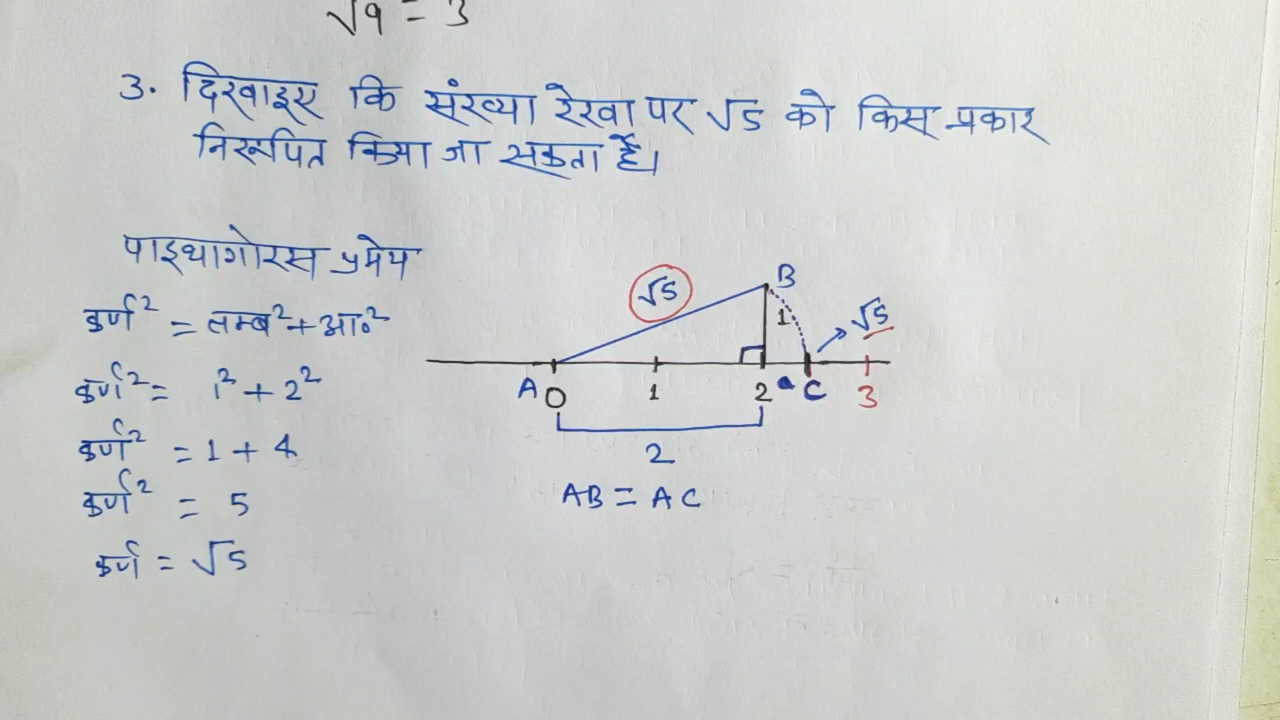 √9 = 3
3. दिखाइए कि संख्या रेखा पर √5 को किस प्रकार
निरूपित किया जा सकता है।
पाइथागोरस प्रमेय
कर्ण² = लम्ब² + आ०²
कर्ण² = 1² + 2²
कर्ण² = 1 + 4
कर्ण² = 5
कर्ण = √5
B
√5
1
√5
A 0 1 2 C 3
2
AB = AC